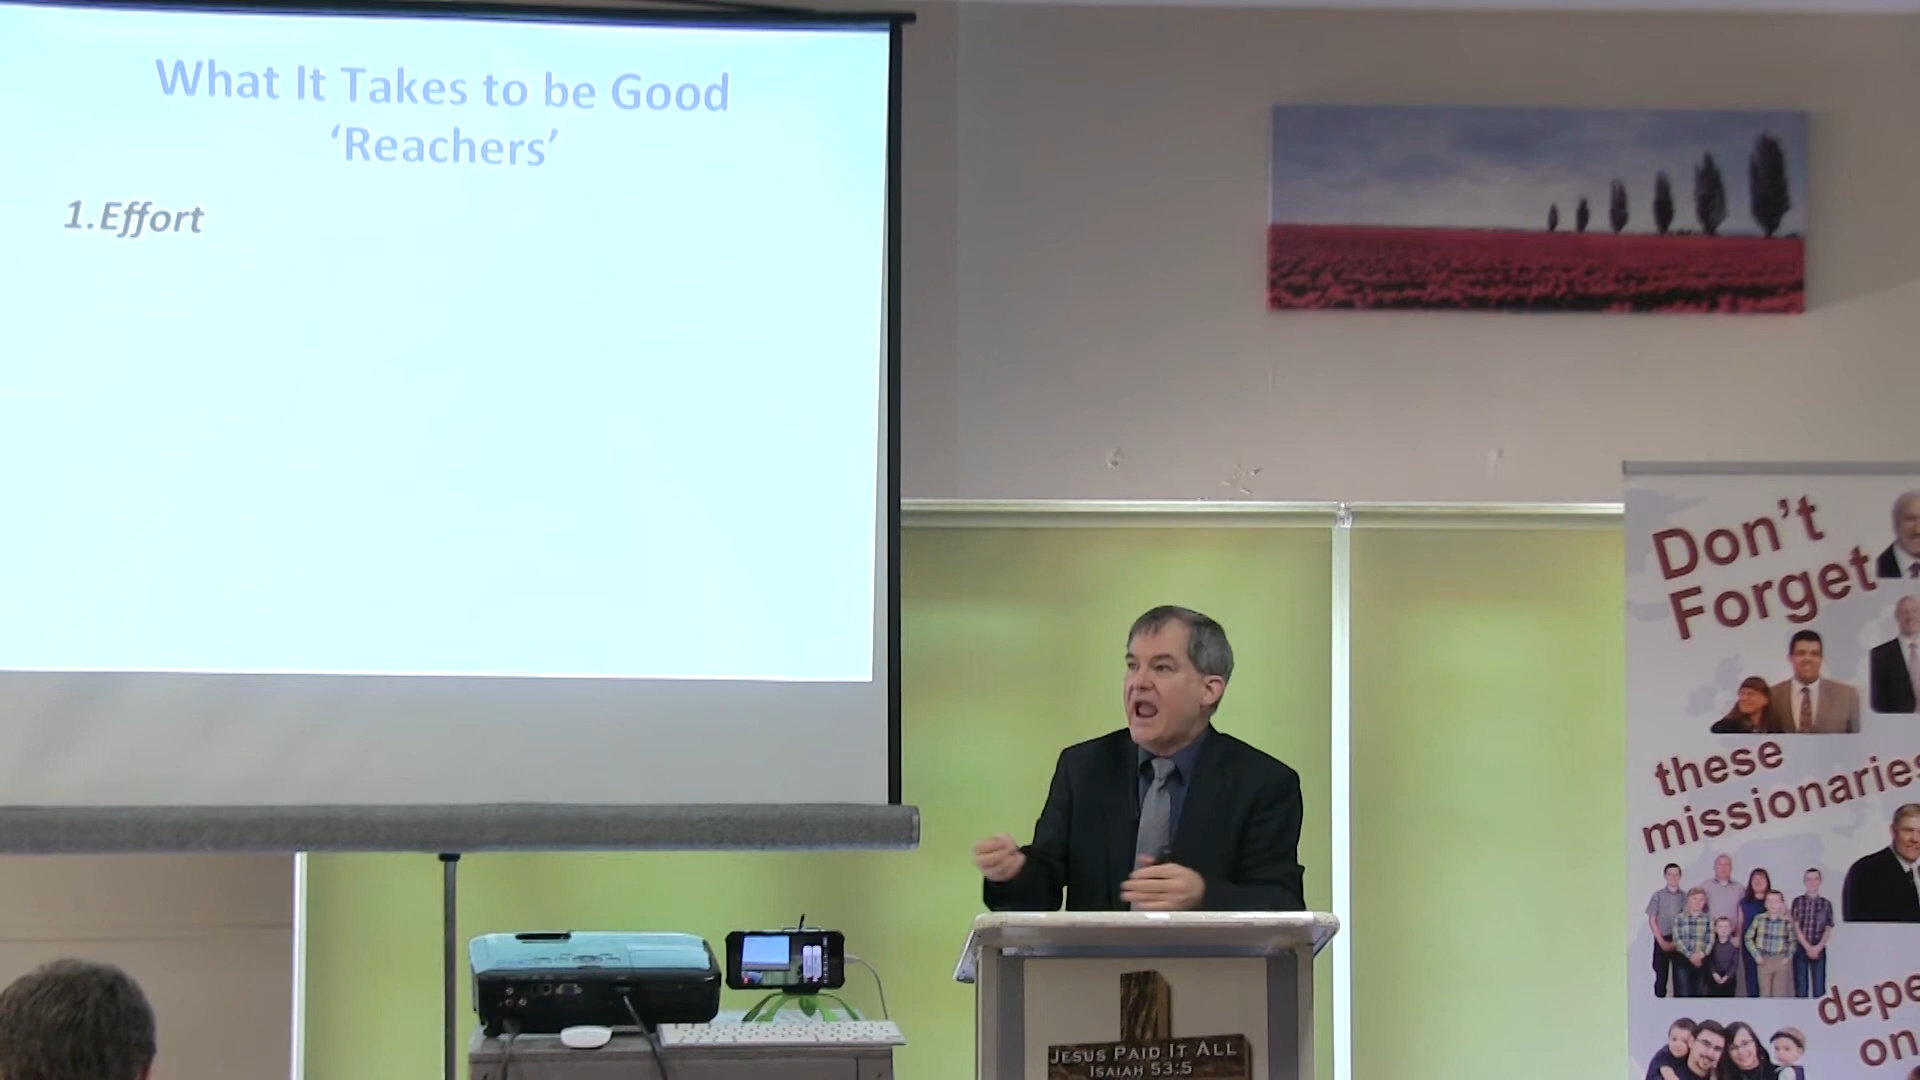 What It Takes to be Good
‘Reachers’
1.Effort
Don't
Forget
these
missionaries
depe
on
JESUS PAID IT ALL
ISAIAH 53:5